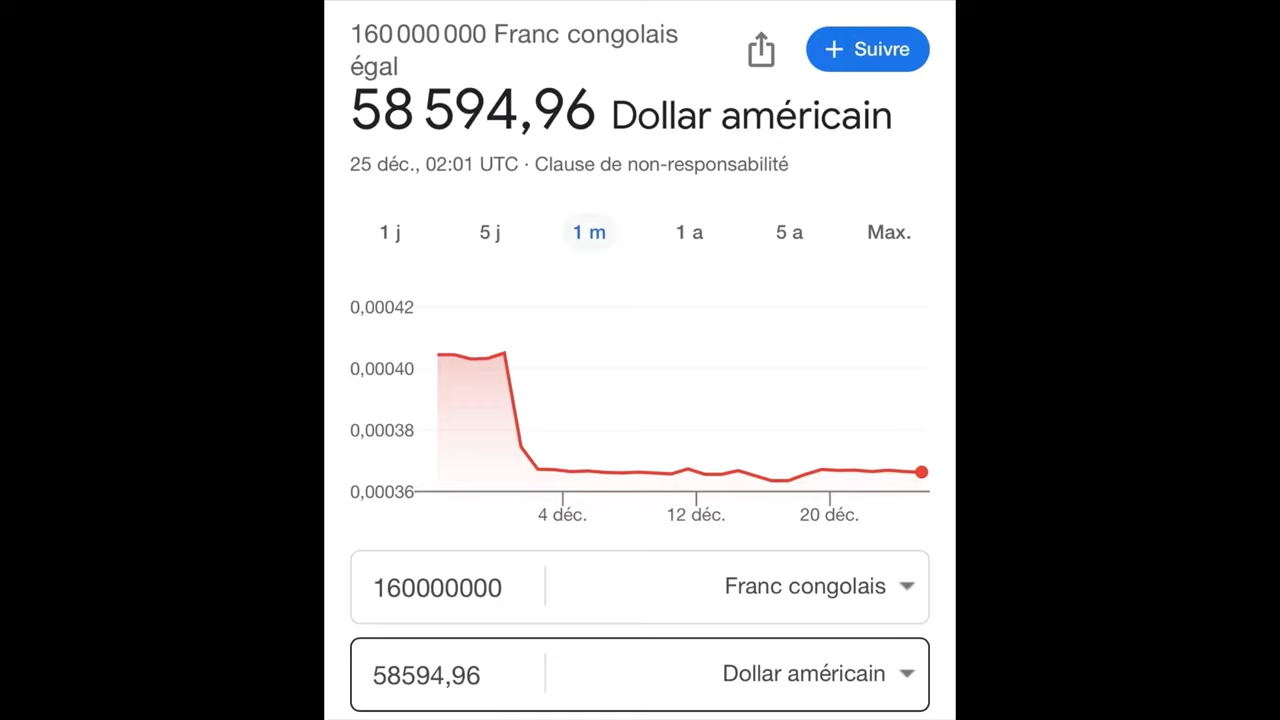 160 000 000 Franc congolais
égal
58 594,96 Dollar américain
+ Suivre
25 déc., 02:01 UTC · Clause de non-responsabilité
1 j 5 j 1 m 1 a 5 a Max.
0,00042
0,00040
0,00038
0,00036
4 déc. 12 déc. 20 déc.
160000000 Franc congolais
58594,96 Dollar américain